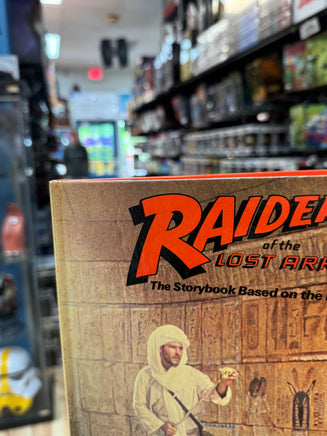 RAIDER
of the
LOST ARK
The Storybook Based on the